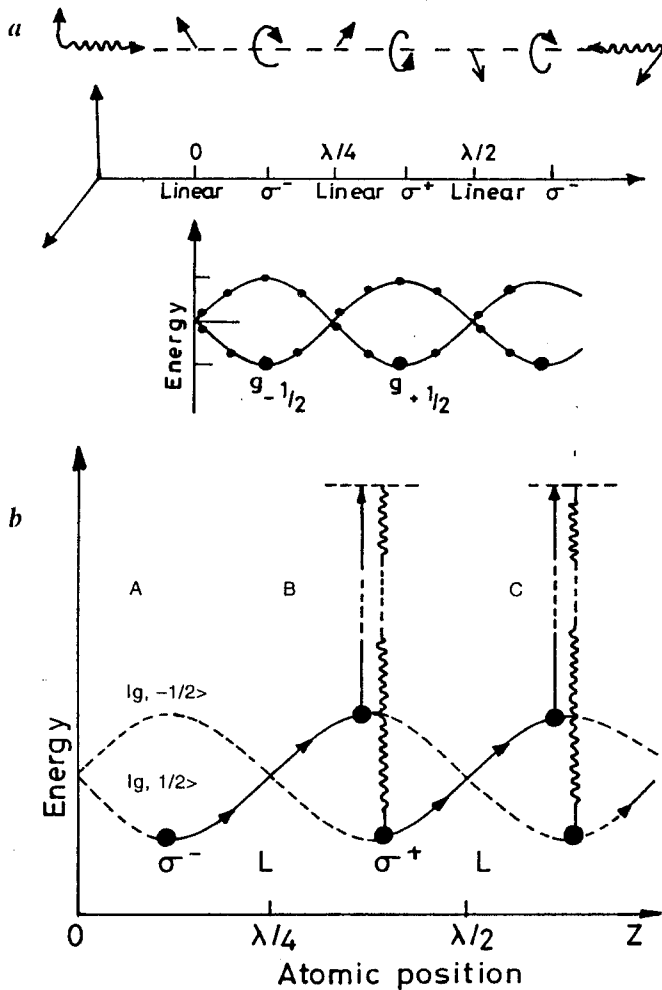 a
0 λ/4 λ/2
Linear σ⁻ Linear σ⁺ Linear σ⁻
Energy
g₋₁/₂ g₊₁/₂
b
A B C
|g, -1/2>
|g, 1/2>
Energy
σ⁻ L σ⁺ L
0 λ/4 λ/2 Z
Atomic position